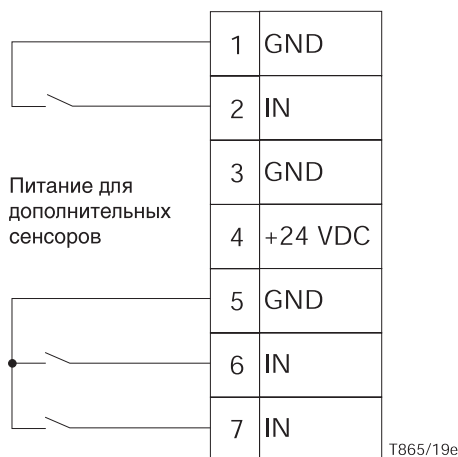 1 GND
2 IN
3 GND
Питание для
дополнительных
сенсоров
4 +24 VDC
5 GND
6 IN
7 IN
T865/19e